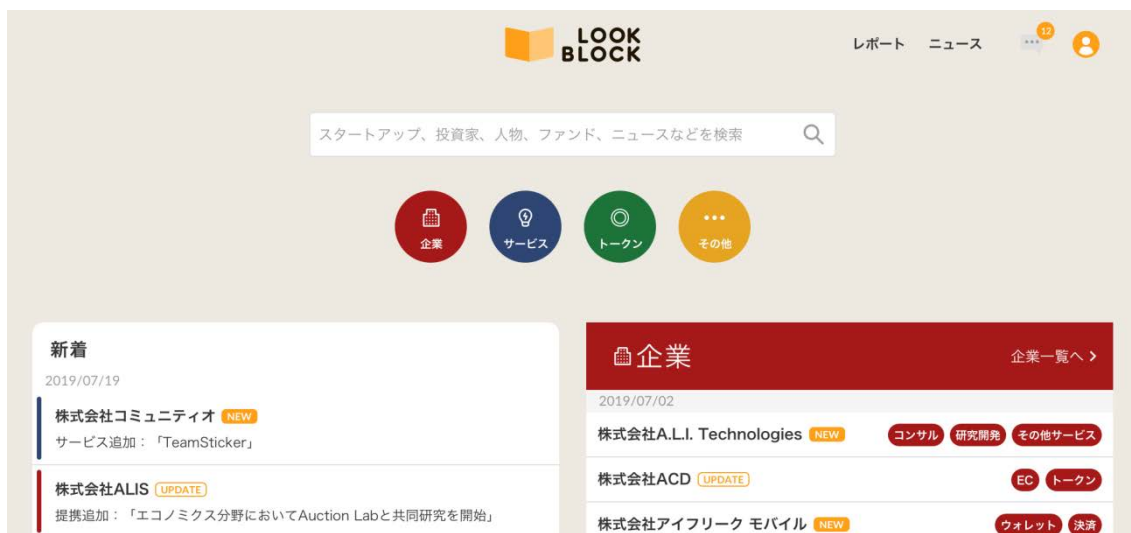 LOOK
BLOCK
レポート ニュース 12
スタートアップ、投資家、人物、ファンド、ニュースなどを検索
企業 サービス トークン その他
新着
2019/07/19
株式会社コミュニティオ NEW
サービス追加：「TeamSticker」
株式会社ALIS UPDATE
提携追加：「エコノミクス分野においてAuction Labと共同研究を開始」
企業 企業一覧へ
2019/07/02
株式会社A.L.I. Technologies NEW コンサル 研究開発 その他サービス
株式会社ACD UPDATE EC トークン
株式会社アイフリーク モバイル NEW ウォレット 決済